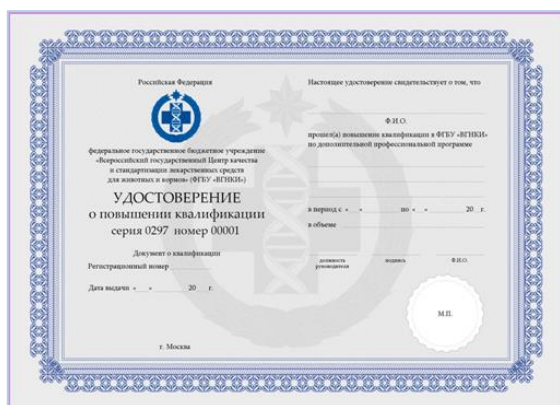 Российская Федерация
федеральное государственное бюджетное учреждение
«Всероссийский государственный Центр качества
и стандартизации лекарственных средств
для животных и кормов» (ФГБУ «ВГНКИ»)
УДОСТОВЕРЕНИЕ
о повышении квалификации
серия 0297 номер 00001
Документ о квалификации
Регистрационный номер
Дата выдачи « » 20 г.
г. Москва
Настоящее удостоверение свидетельствует о том, что
Ф.И.О.
прошел(а) повышение квалификации в ФГБУ «ВГНКИ»
по дополнительной профессиональной программе
в период с « » по « » 20 г.
в объеме
должность подпись Ф.И.О.
руководителя
М.П.